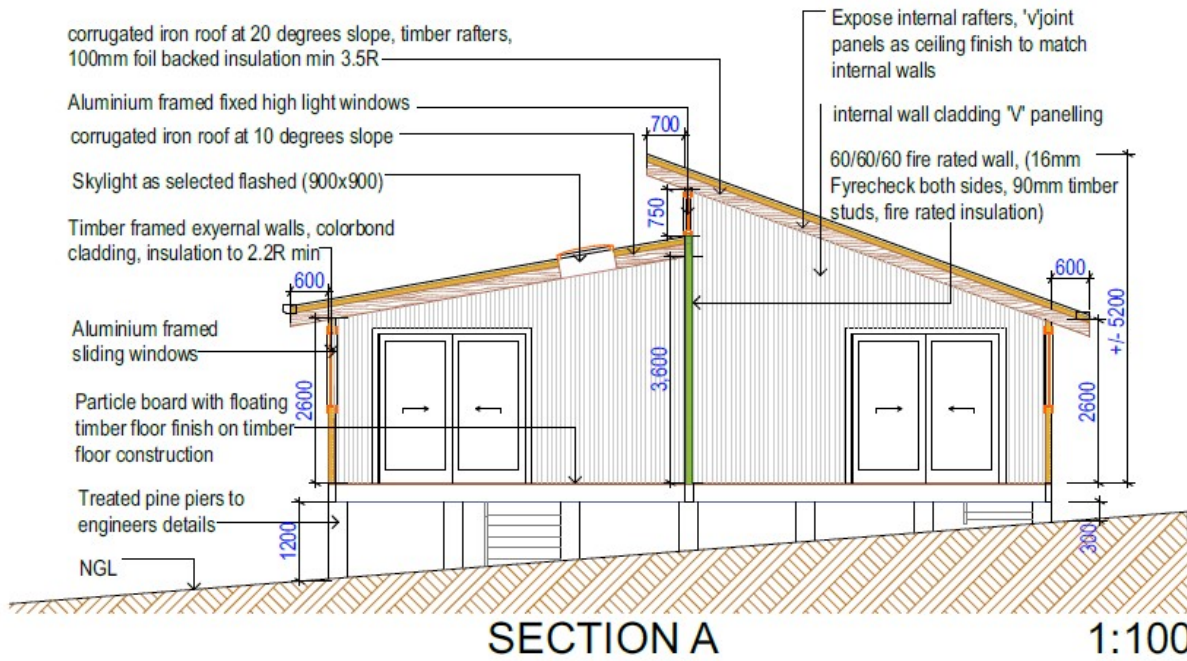 corrugated iron roof at 20 degrees slope, timber rafters,
100mm foil backed insulation min 3.5R
Aluminium framed fixed high light windows
corrugated iron roof at 10 degrees slope
Skylight as selected flashed (900x900)
Timber framed exyernal walls, colorbond
cladding, insulation to 2.2R min
600
Aluminium framed
sliding windows
2600
Particle board with floating
timber floor finish on timber
floor construction
Treated pine piers to
engineers details
1200
NGL
700
750
3,600
Expose internal rafters, 'v'joint
panels as ceiling finish to match
internal walls
internal wall cladding 'V' panelling
60/60/60 fire rated wall, (16mm
Fyrecheck both sides, 90mm timber
studs, fire rated insulation)
600
+/- 5200
2600
300
SECTION A
1:100